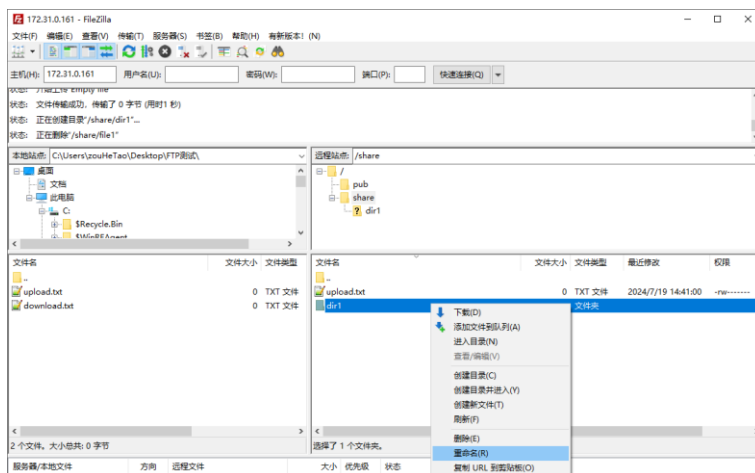 172.31.0.161 - FileZilla
文件(F) 编辑(E) 查看(V) 传输(T) 服务器(S) 书签(B) 帮助(H) 有新版本! (N)
主机(H): 172.31.0.161 用户名(U): 密码(W): 端口(P): 快速连接(Q)
状态: 开始上传 Empty file
状态: 文件传输成功，传输了 0 字节 (用时1 秒)
状态: 正在创建目录"/share/dir1"...
状态: 正在删除"/share/file1"
本地站点: C:\Users\zouHeTao\Desktop\FTP测试\
桌面
文档
此电脑
C:
$Recycle.Bin
$WinREAgent
远程站点: /share
/
pub
share
dir1
文件名 文件大小 文件类型
..
upload.txt 0 TXT 文件
download.txt 0 TXT 文件
2 个文件。大小总共: 0 字节
文件名 文件大小 文件类型 最近修改 权限
..
upload.txt 0 TXT 文件 2024/7/19 14:41:00 -rw-------
dir1 文件夹
下载(D)
添加文件到队列(A)
进入目录(N)
查看/编辑(V)
创建目录(C)
创建目录并进入(Y)
创建新文件(T)
刷新(F)
删除(E)
重命名(R)
复制 URL 到剪贴板(O)
选择了 1 个文件夹。
服务器/本地文件 方向 远程文件 大小 优先级 状态